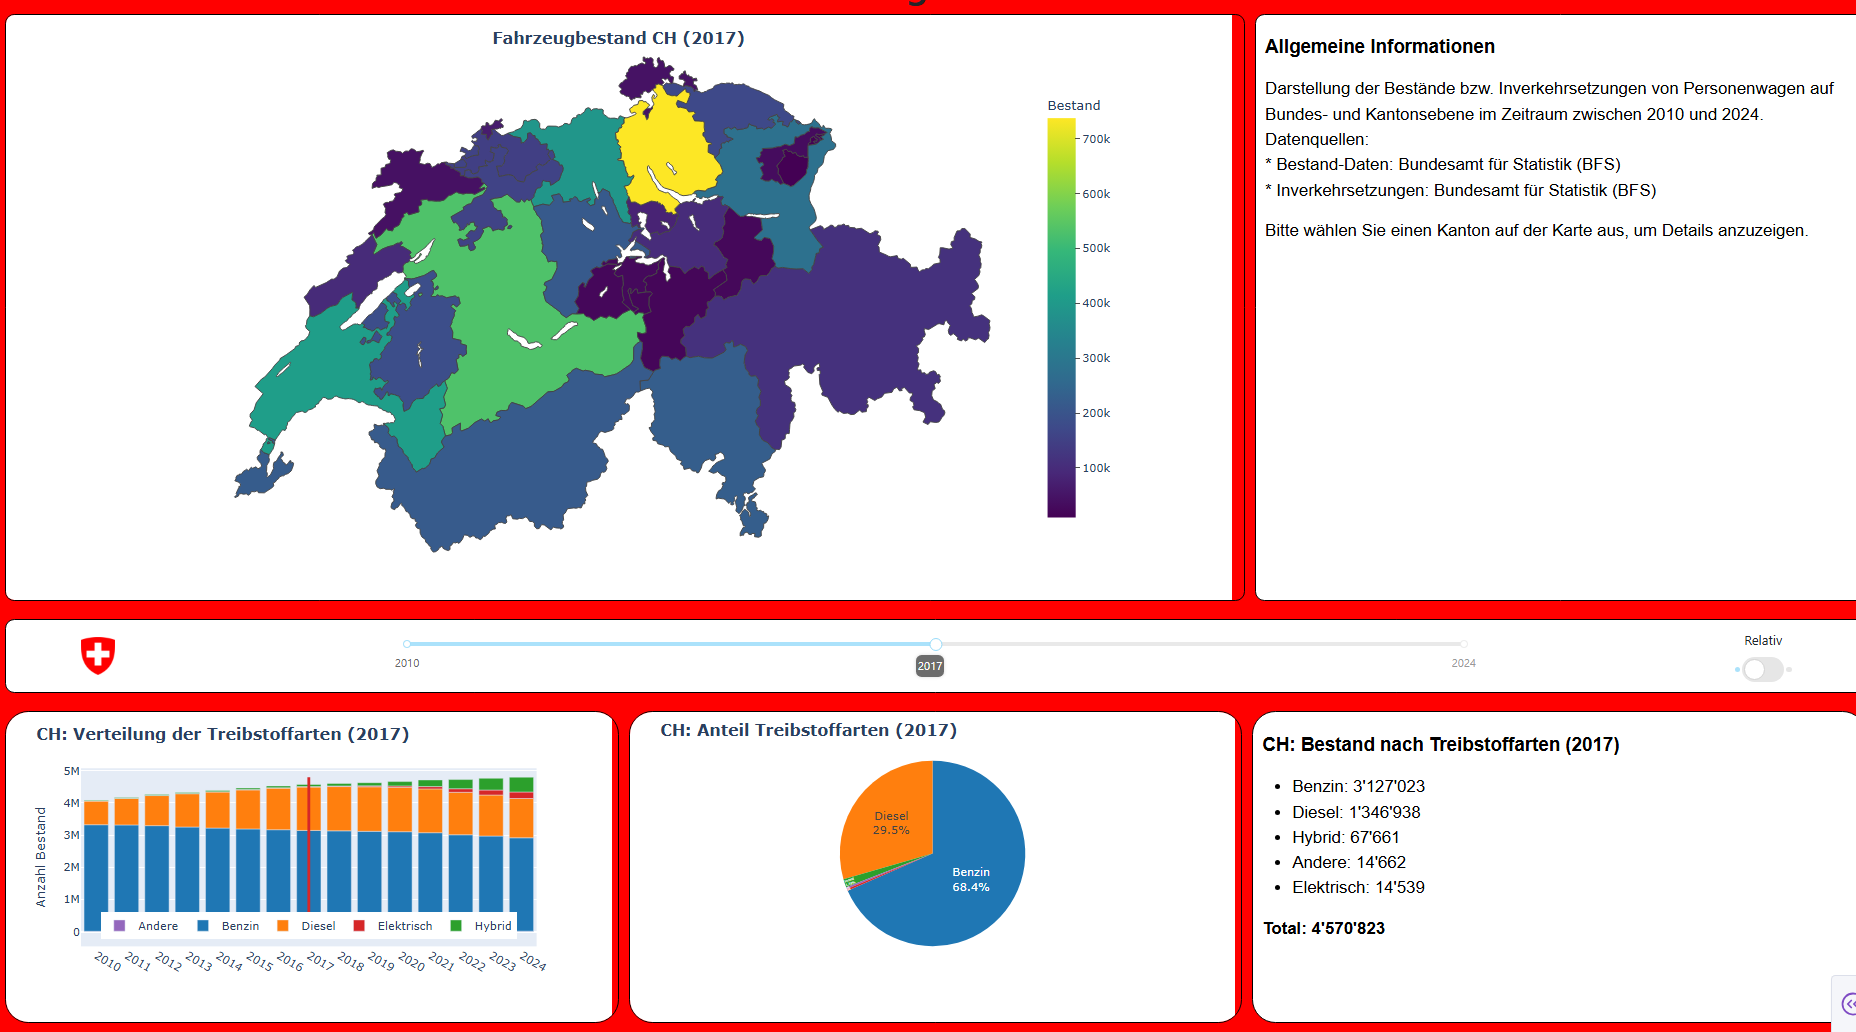 Fahrzeugbestand CH (2017)
Bestand
700k
600k
500k
400k
300k
200k
100k
Allgemeine Informationen
Darstellung der Bestände bzw. Inverkehrsetzungen von Personenwagen auf
Bundes- und Kantonsebene im Zeitraum zwischen 2010 und 2024.
Datenquellen:
* Bestand-Daten: Bundesamt für Statistik (BFS)
* Inverkehrsetzungen: Bundesamt für Statistik (BFS)
Bitte wählen Sie einen Kanton auf der Karte aus, um Details anzuzeigen.
2010
2017
2024
Relativ
CH: Verteilung der Treibstoffarten (2017)
Anzahl Bestand
5M
4M
3M
2M
1M
0
Andere
Benzin
Diesel
Elektrisch
Hybrid
2010
2011
2012
2013
2014
2015
2016
2017
2018
2019
2020
2021
2022
2023
2024
CH: Anteil Treibstoffarten (2017)
Diesel
29.5%
Benzin
68.4%
CH: Bestand nach Treibstoffarten (2017)
• Benzin: 3'127'023
• Diesel: 1'346'938
• Hybrid: 67'661
• Andere: 14'662
• Elektrisch: 14'539
Total: 4'570'823